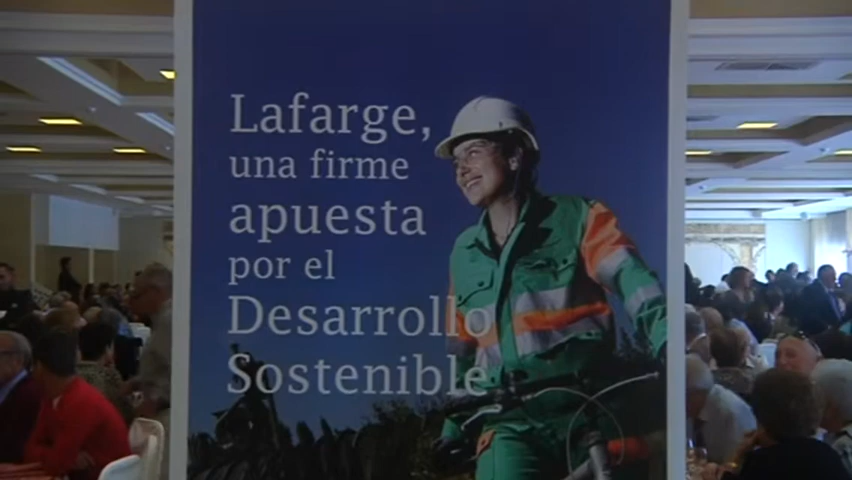 Lafarge,
una firme
apuesta
por el
Desarrollo
Sostenible